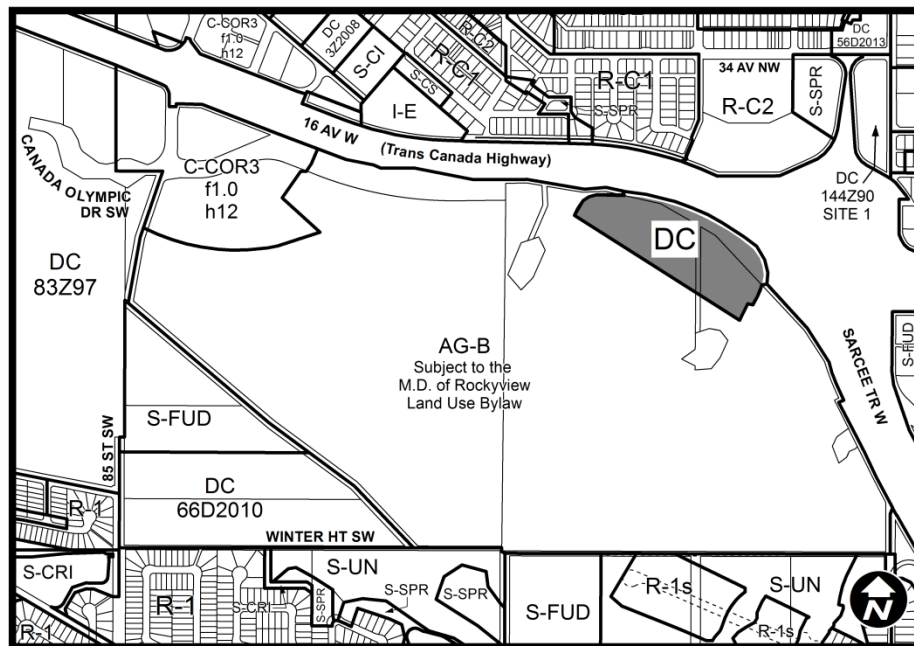 C-COR3
f1.0
h12
DC
3Z2008
S-CI
R-C2
R-C1
S-CS
I-E
R-C1
S-SPR
34 AV NW
R-C2
S-SPR
DC
56D2013
16 AV W
(Trans Canada Highway)
DC
144Z90
SITE 1
CANADA OLYMPIC
DR SW
C-COR3
f1.0
h12
DC
DC
83Z97
AG-B
Subject to the
M.D. of Rockyview
Land Use Bylaw
SARCEE TR W
S-FUD
S-FUD
85 ST SW
DC
66D2010
R-1
WINTER HT SW
S-CRI
R-1
R-1
S-CRI
S-SPR
S-UN
S-SPR
S-SPR
S-FUD
R-1s
S-UN
R-1s
N